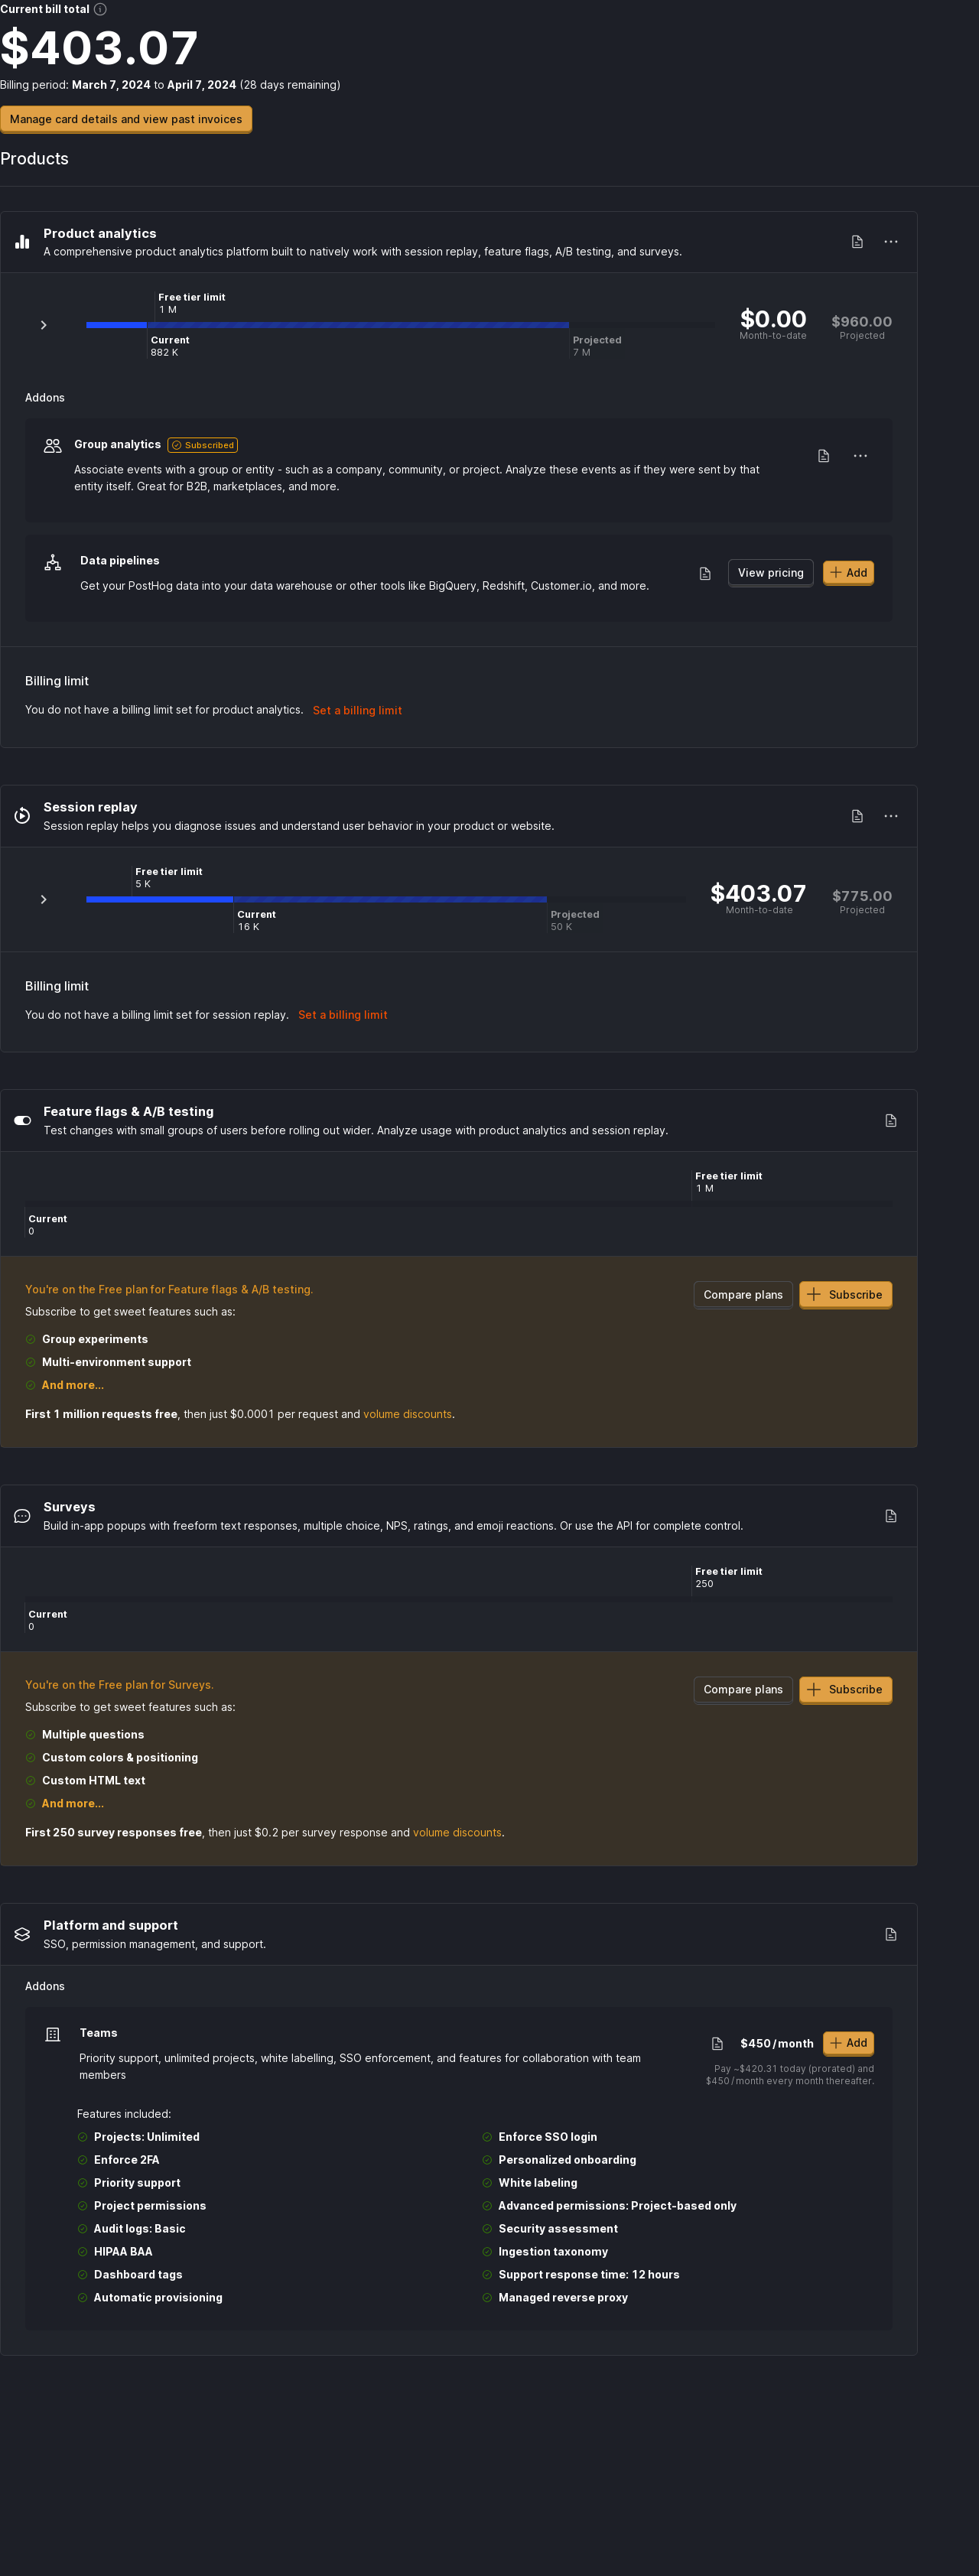 Current bill total
$403.07
Billing period: March 7, 2024 to April 7, 2024 (28 days remaining)
Manage card details and view past invoices
Products
Product analytics
A comprehensive product analytics platform built to natively work with session replay, feature flags, A/B testing, and surveys.
Free tier limit
1 M
Current
882 K
Projected
7 M
$0.00
Month-to-date
$960.00
Projected
Addons
Group analytics
Subscribed
Associate events with a group or entity - such as a company, community, or project. Analyze these events as if they were sent by that
entity itself. Great for B2B, marketplaces, and more.
Data pipelines
Get your PostHog data into your data warehouse or other tools like BigQuery, Redshift, Customer.io, and more.
View pricing
Add
Billing limit
You do not have a billing limit set for product analytics. Set a billing limit
Session replay
Session replay helps you diagnose issues and understand user behavior in your product or website.
Free tier limit
5 K
Current
16 K
Projected
50 K
$403.07
Month-to-date
$775.00
Projected
Billing limit
You do not have a billing limit set for session replay. Set a billing limit
Feature flags & A/B testing
Test changes with small groups of users before rolling out wider. Analyze usage with product analytics and session replay.
Free tier limit
1 M
Current
0
You're on the Free plan for Feature flags & A/B testing.
Compare plans
Subscribe
Subscribe to get sweet features such as:
Group experiments
Multi-environment support
And more...
First 1 million requests free, then just $0.0001 per request and volume discounts.
Surveys
Build in-app popups with freeform text responses, multiple choice, NPS, ratings, and emoji reactions. Or use the API for complete control.
Free tier limit
250
Current
0
You're on the Free plan for Surveys.
Compare plans
Subscribe
Subscribe to get sweet features such as:
Multiple questions
Custom colors & positioning
Custom HTML text
And more...
First 250 survey responses free, then just $0.2 per survey response and volume discounts.
Platform and support
SSO, permission management, and support.
Addons
Teams
Priority support, unlimited projects, white labelling, SSO enforcement, and features for collaboration with team
members
$450/month
Add
Pay ~$420.31 today (prorated) and
$450/month every month thereafter.
Features included:
Projects: Unlimited
Enforce 2FA
Priority support
Project permissions
Audit logs: Basic
HIPAA BAA
Dashboard tags
Automatic provisioning
Enforce SSO login
Personalized onboarding
White labeling
Advanced permissions: Project-based only
Security assessment
Ingestion taxonomy
Support response time: 12 hours
Managed reverse proxy